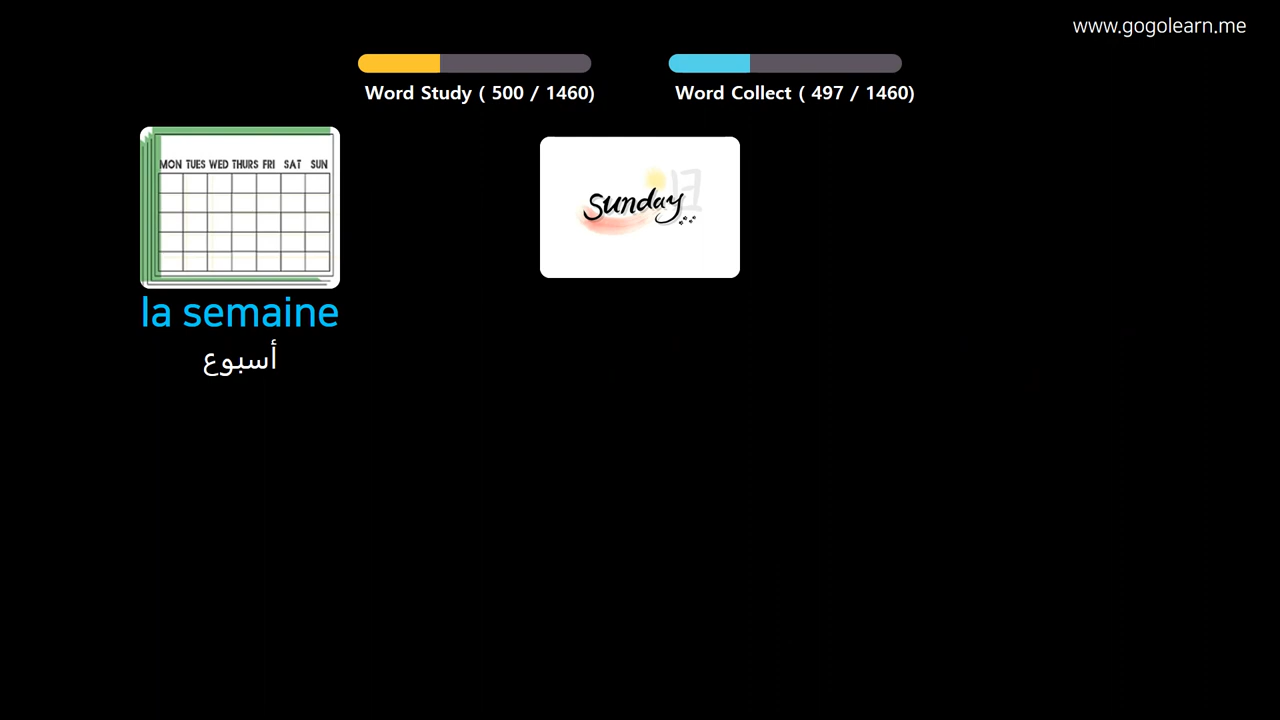 www.gogolearn.me
Word Study ( 500 / 1460)
Word Collect ( 497 / 1460)
MON TUES WED THURS FRI SAT SUN
Sunday
la semaine
أسبوع